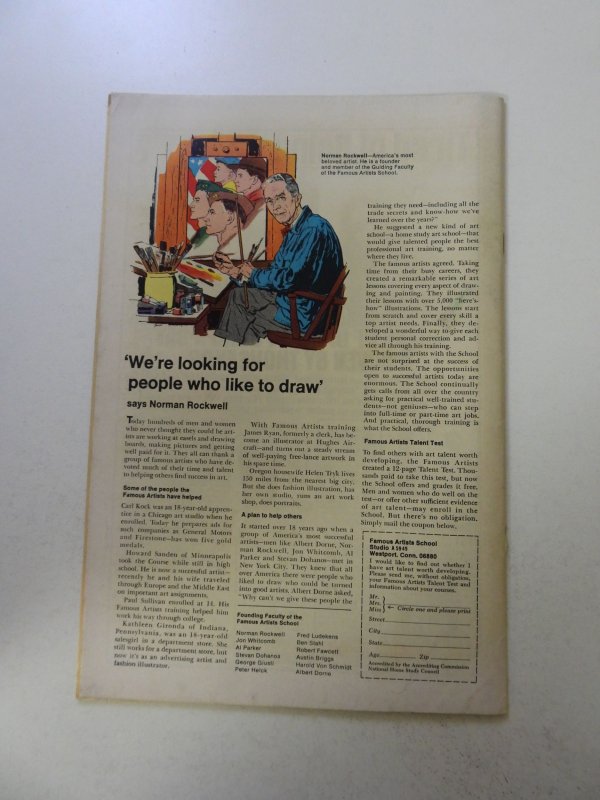 Norman Rockwell—America's most
beloved artist. He is a founder
and member of the Guiding Faculty
of the Famous Artists School.
'We're looking for
people who like to draw'
says Norman Rockwell
Today hundreds of men and women
who never thought they could be art-
ists are working at easels and drawing
boards, making pictures and getting
well paid for it. They all can thank a
group of famous artists who have de-
voted much of their time and talent
to helping others find success in art.
Some of the people the
Famous Artists have helped
Carl Kock was an 18-year-old appren-
tice in a Chicago art studio when he
enrolled. Today he prepares ads for
such companies as General Motors
and Firestone—has won five gold
medals.
Howard Sanden of Minneapolis
took the Course while still in high
school. He is now a successful artist—
recently he and his wife traveled
through Europe and the Middle East
on important art assignments.
Paul Sullivan enrolled at 31. His
Famous Artists training helped him
work his way through college.
Kathleen Gironda of Indiana,
Pennsylvania, was an 18-year-old
salesgirl in a department store. She
still works for a department store, but
now it's as an advertising artist and
fashion illustrator.
With Famous Artists training
James Ryan, formerly a clerk, has be-
come an illustrator at Hughes Air-
craft—and turns out a steady stream
of well-paying free-lance artwork in
his spare time.
Oregon housewife Helen Tryk lives
150 miles from the nearest big city.
But she does fashion illustration, has
her own studio, runs an art work
shop, does portraits.
A plan to help others
It started over 18 years ago when a
group of America's most successful
artists—men like Albert Dorne, Nor-
man Rockwell, Jon Whitcomb, Al
Parker and Stevan Dohanos—met in
New York City. They knew that all
over America there were people who
liked to draw who could be turned
into good artists. Albert Dorne asked,
"Why can't we give these people the
Founding Faculty of the
Famous Artists School
Norman Rockwell
Jon Whitcomb
Al Parker
Stevan Dohanos
George Giusti
Peter Helck
Fred Ludekens
Ben Stahl
Robert Fawcett
Austin Briggs
Harold Von Schmidt
Albert Dorne
training they need—including all the
trade secrets and know-how we've
learned over the years?"
He suggested a new kind of art
school—a home study art school—that
would give talented people the best
professional art training, no matter
where they live.
The famous artists agreed. Taking
time from their busy careers, they
created a remarkable series of art
lessons covering every aspect of draw-
ing and painting. They illustrated
their lessons with over 5,000 "here's-
how" illustrations. The lessons start
from scratch and cover every skill a
top artist needs. Finally, they de-
veloped a wonderful way to give each
student personal correction and ad-
vice all through his training.
The famous artists with the School
are not surprised at the success of
their students. The opportunities
open to successful artists today are
enormous. The School continually
gets calls from all over the country
asking for practical well-trained stu-
dents—not geniuses—who can step
into full-time or part-time art jobs.
And practical, thorough training is
what the School offers.
Famous Artists Talent Test
To find others with art talent worth
developing, the Famous Artists
created a 12-page Talent Test. Thou-
sands paid to take this test, but now
the School offers and grades it free.
Men and women who do well on the
test—or offer other sufficient evidence
of art talent—may enroll in the
School. But there's no obligation.
Simply mail the coupon below.
Famous Artists School
Studio A5845
Westport, Conn. 06880
I would like to find out whether I
have art talent worth developing.
Please send me, without obligation,
your Famous Artists Talent Test and
information about your courses.
Mr.
Mrs. ← Circle one and please print
Miss
Street
City
State
Age Zip
Accredited by the Accrediting Commission
National Home Study Council